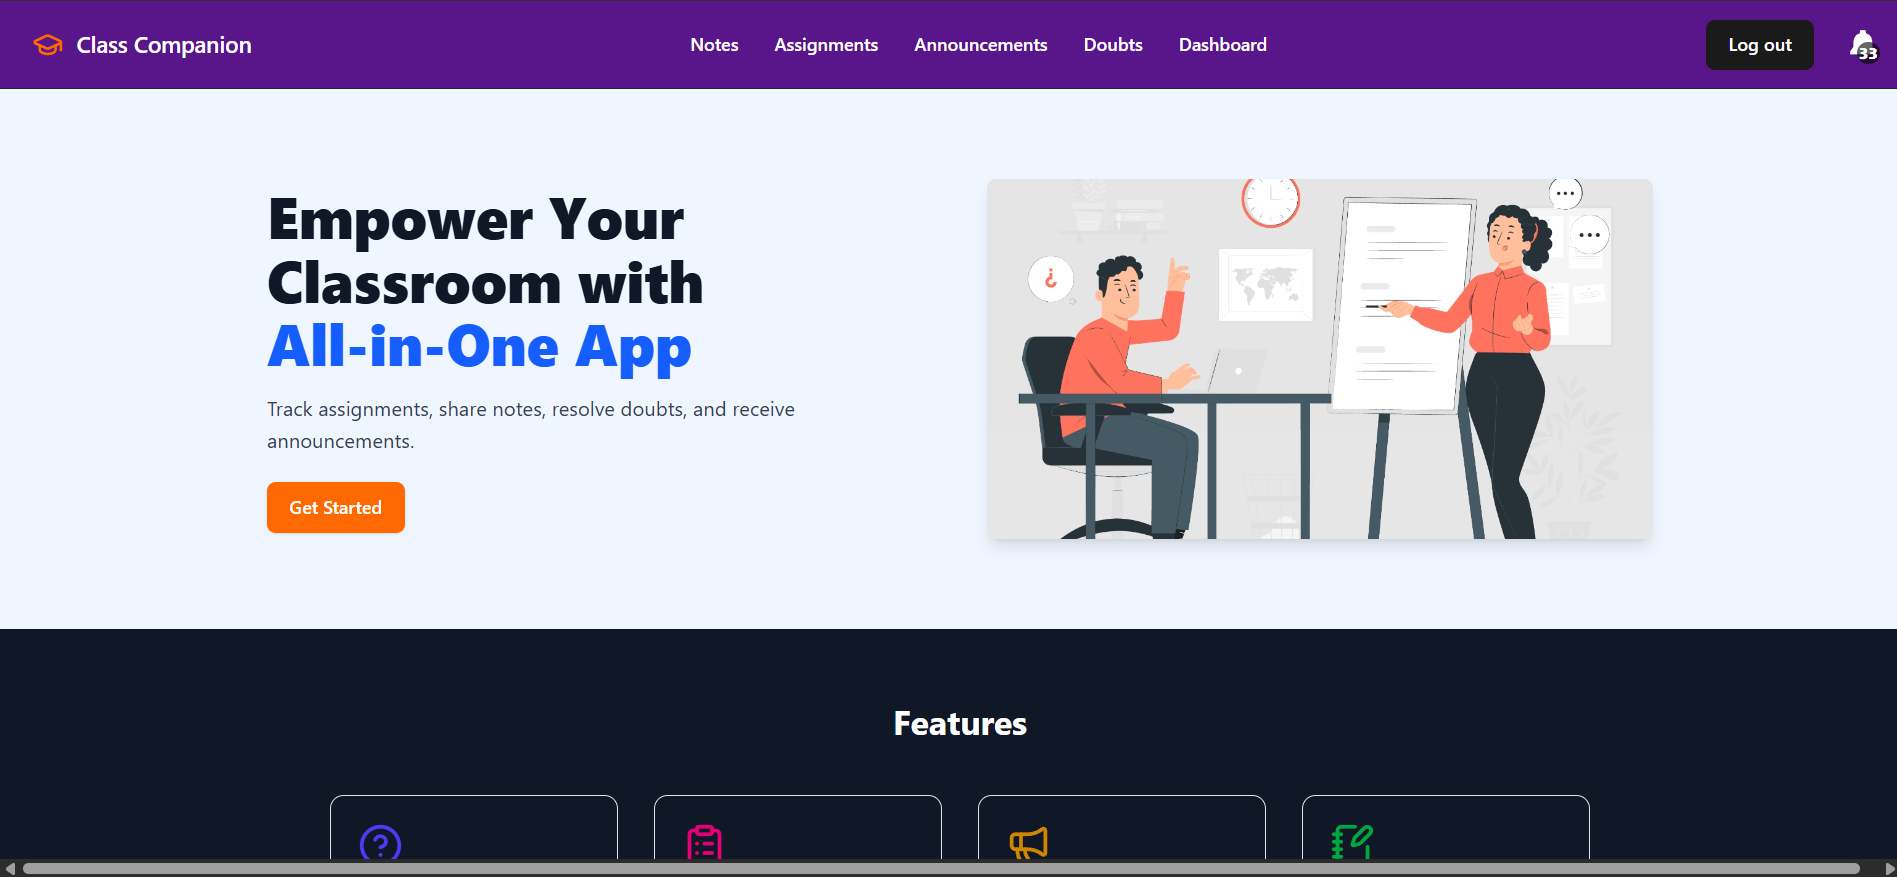 Class Companion
Notes
Assignments
Announcements
Doubts
Dashboard
Log out
33
Empower Your
Classroom with
All-in-One App
Track assignments, share notes, resolve doubts, and receive
announcements.
Get Started
Features